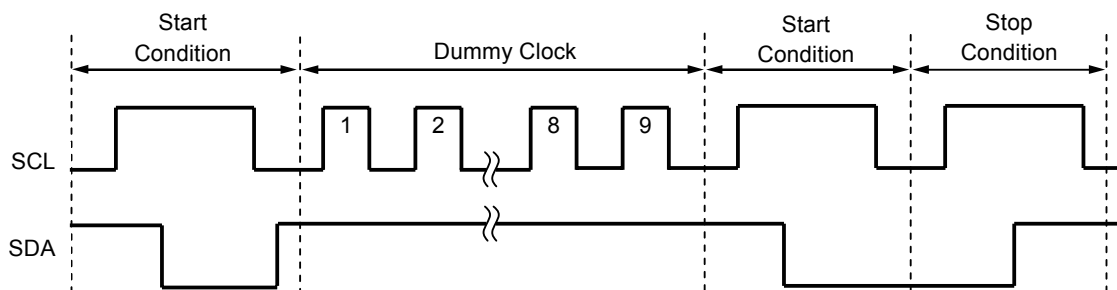 Start
Condition
Dummy Clock
Start
Condition
Stop
Condition
SCL
1
2
8
9
SDA